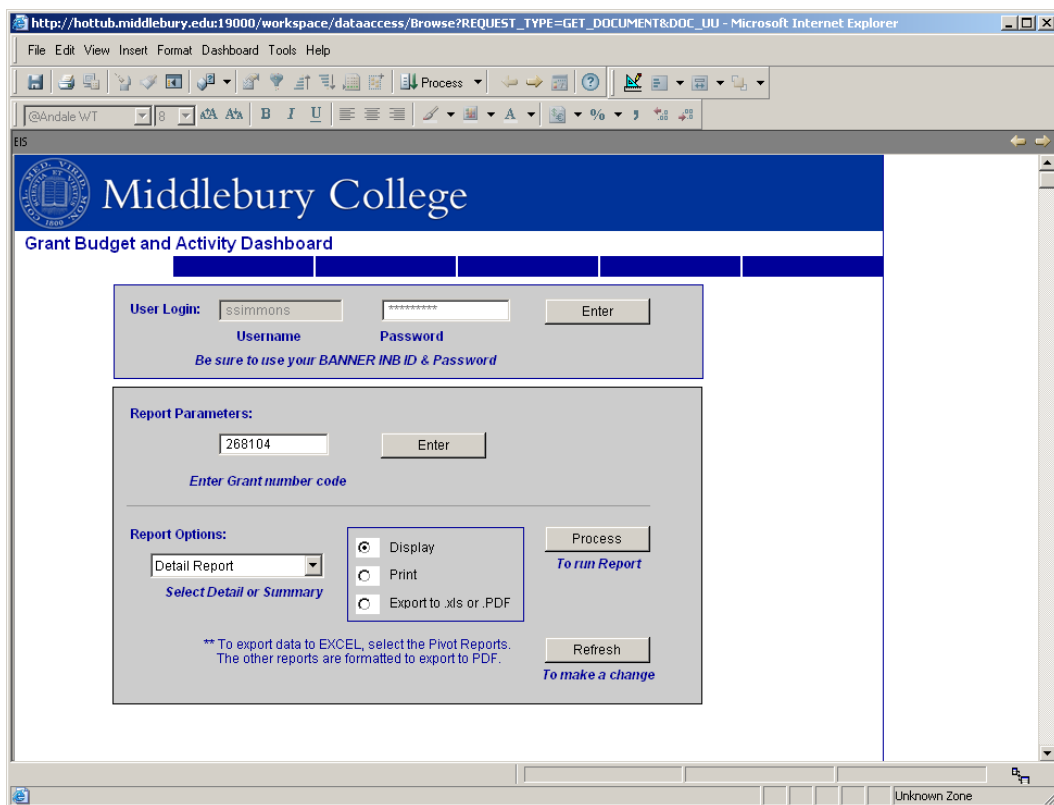 http://hottub.middlebury.edu:19000/workspace/dataaccess/Browse?REQUEST_TYPE=GET_DOCUMENT&DOC_UU - Microsoft Internet Explorer
File Edit View Insert Format Dashboard Tools Help
Process
@Andale WT 8 B I U A %
EIS
Middlebury College
1800
Grant Budget and Activity Dashboard
User Login: ssimmons ********* Enter
Username Password
Be sure to use your BANNER INB ID & Password
Report Parameters:
268104 Enter
Enter Grant number code
Report Options:
Display Process
Detail Report To run Report
Print
Select Detail or Summary
Export to .xls or .PDF
** To export data to EXCEL, select the Pivot Reports.
The other reports are formatted to export to PDF.
Refresh
To make a change
Unknown Zone